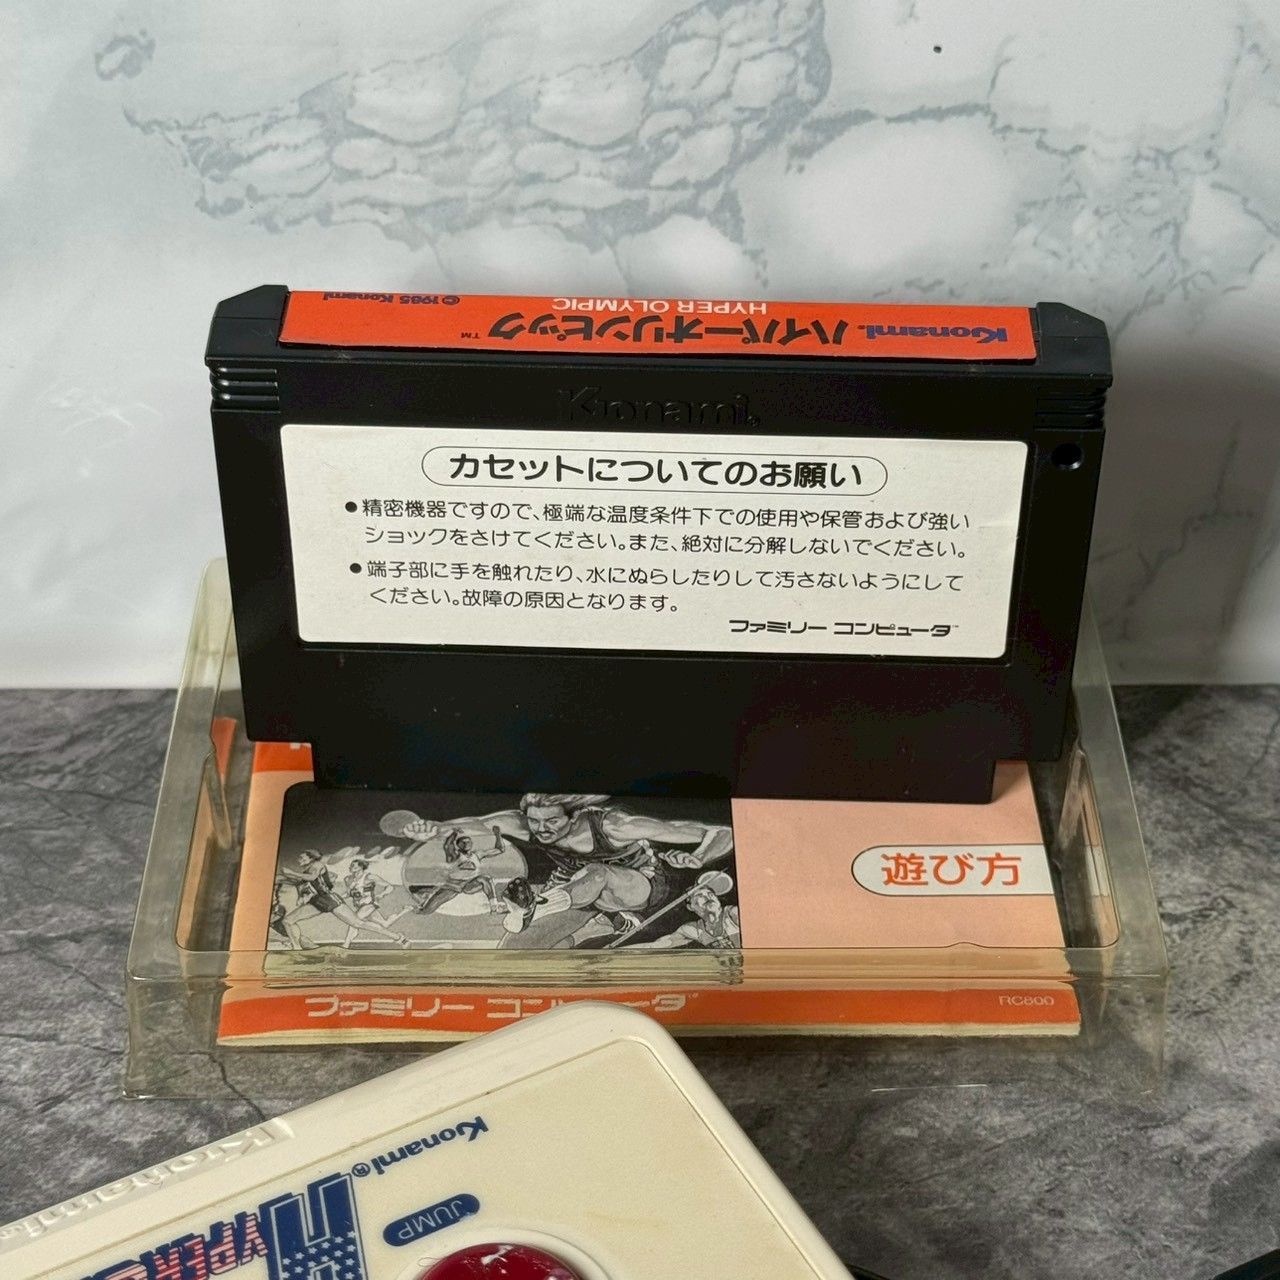 © 1985 Konami
HYPER OLYMPIC
Konami. ハイパーオリンピック™
Konami
カセットについてのお願い
●精密機器ですので、極端な温度条件下での使用や保管および強い
ショックをさけてください。また、絶対に分解しないでください。
●端子部に手を触れたり、水にぬらしたりして汚さないようにして
ください。故障の原因となります。
ファミリー コンピュータ™
遊び方
ファミリー コンピュータ™
RC800
Konami
Konami®
JUMP
HYPER